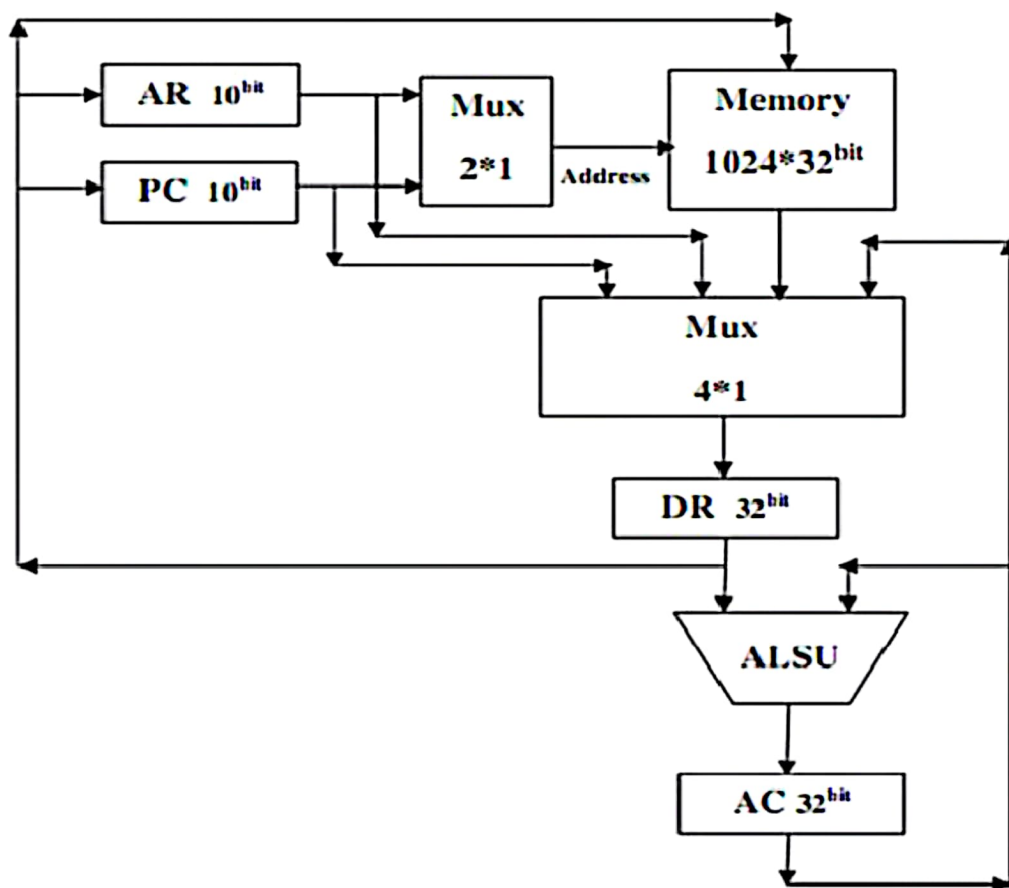 AR 10bit
Mux
2*1
Memory
1024*32bit
PC 10bit
Address
Mux
4*1
DR 32bit
ALSU
AC 32bit